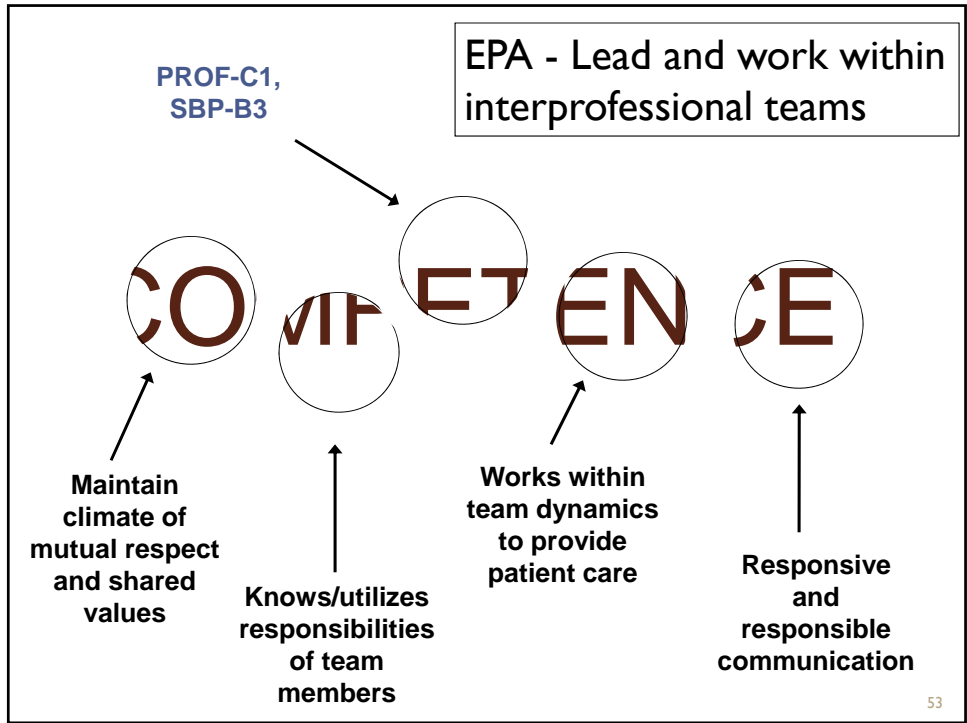 EPA - Lead and work within
interprofessional teams
PROF-C1,
SBP-B3
COMPETENCE
Maintain
climate of
mutual respect
and shared
values
Knows/utilizes
responsibilities
of team
members
Works within
team dynamics
to provide
patient care
Responsive
and
responsible
communication
53